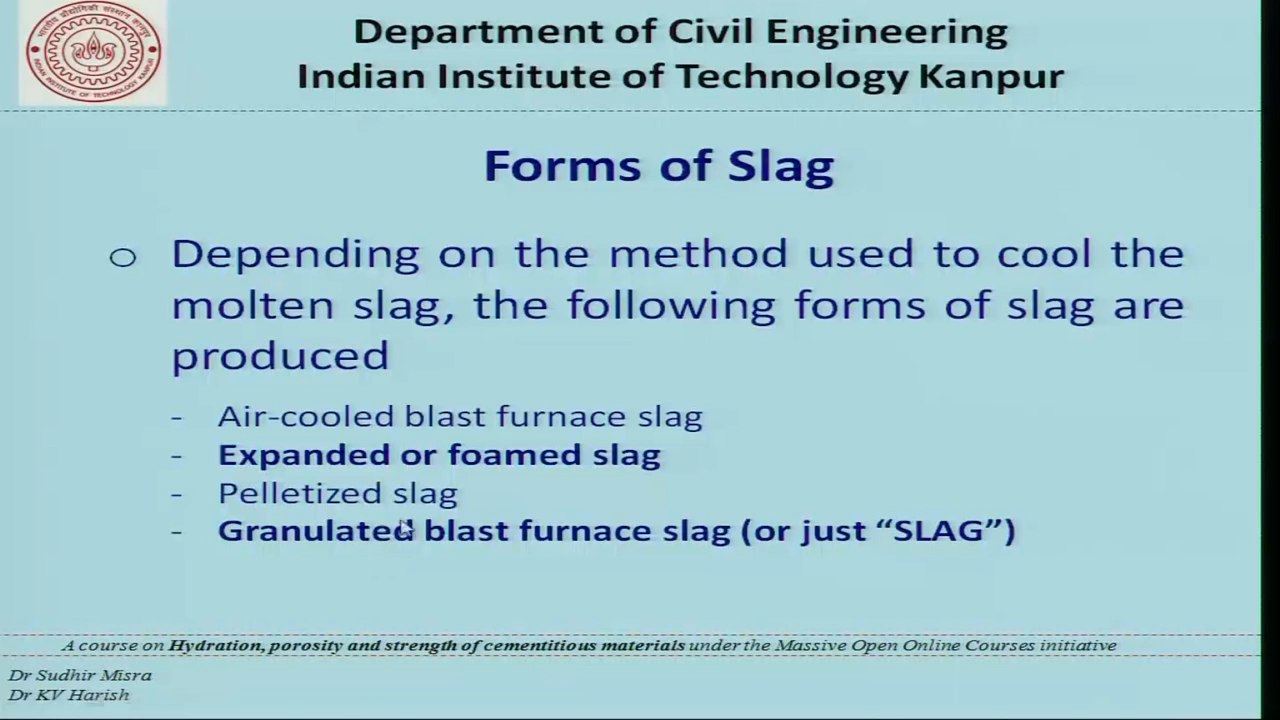 Department of Civil Engineering
Indian Institute of Technology Kanpur
Forms of Slag
o Depending on the method used to cool the
molten slag, the following forms of slag are
produced
- Air-cooled blast furnace slag
- Expanded or foamed slag
- Pelletized slag
- Granulated blast furnace slag (or just “SLAG”)
A course on Hydration, porosity and strength of cementitious materials under the Massive Open Online Courses initiative
Dr Sudhir Misra
Dr KV Harish